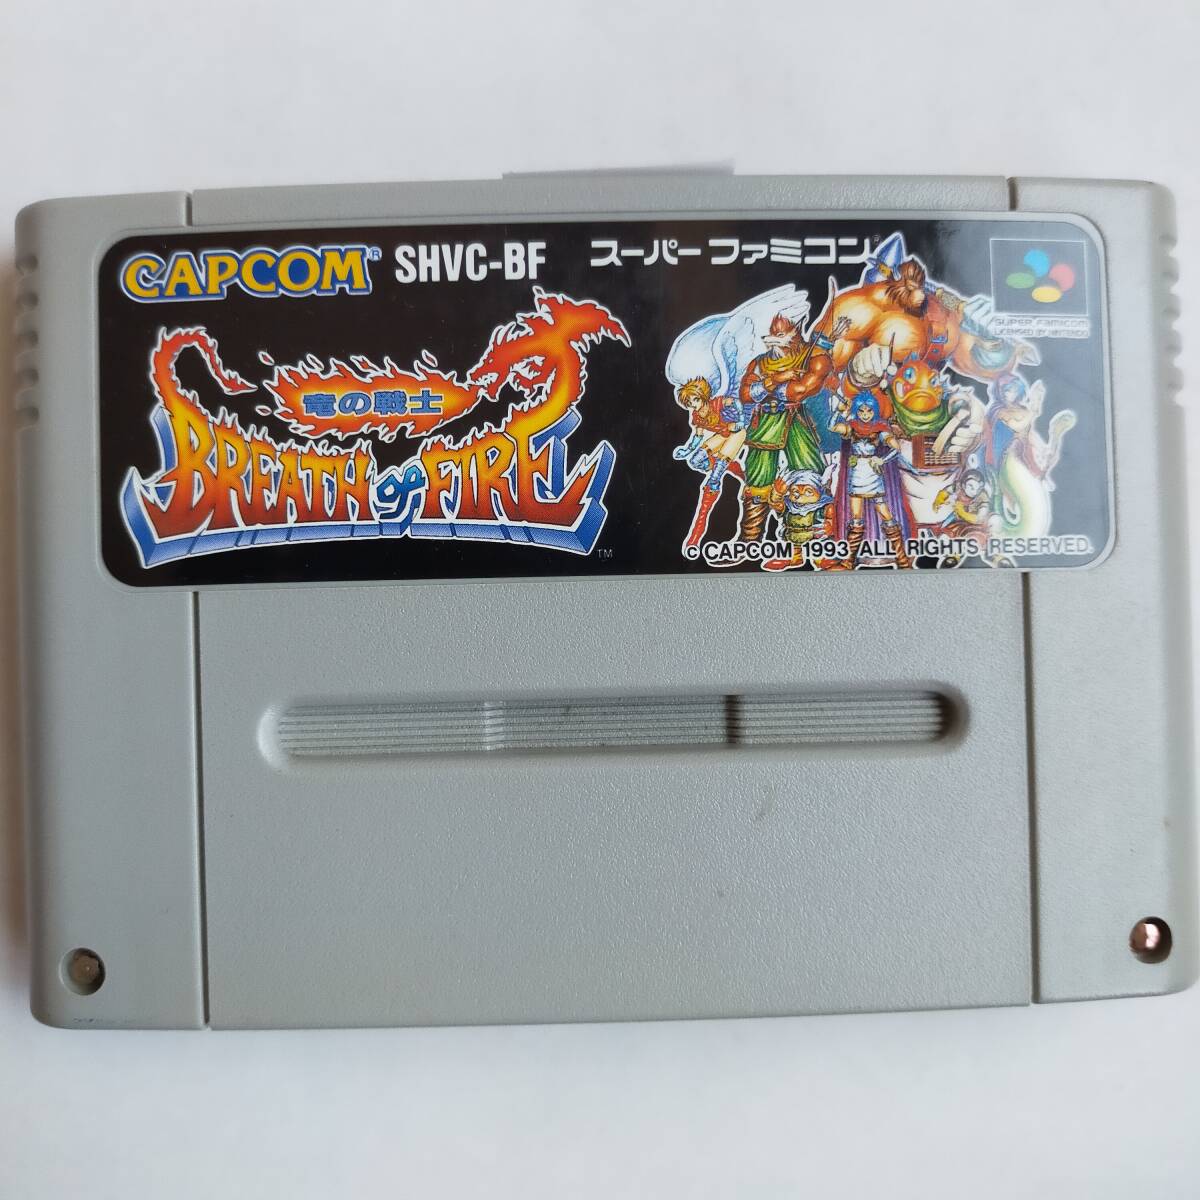 CAPCOM®
SHVC-BF
スーパーファミコン®
SUPER FAMICOM
LICENSED BY NINTENDO
竜の戦士
BREATH of FIRE
TM
© CAPCOM 1993 ALL RIGHTS RESERVED.